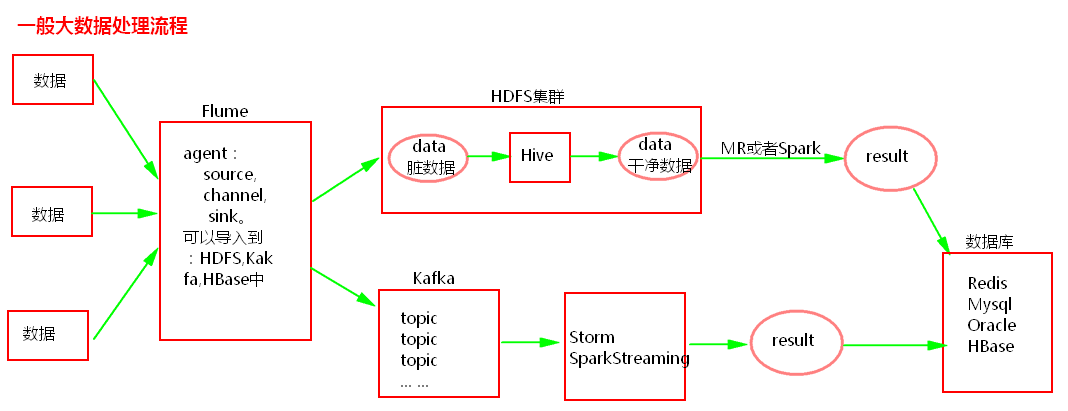 一般大数据处理流程
数据
数据
数据
Flume
agent：
source,
channel,
sink。
可以导入到
：HDFS,Kak
fa,HBase中
HDFS集群
data
脏数据
Hive
data
干净数据
MR或者Spark
result
Kafka
topic
topic
topic
... ...
Storm
SparkStreaming
result
数据库
Redis
Mysql
Oracle
HBase